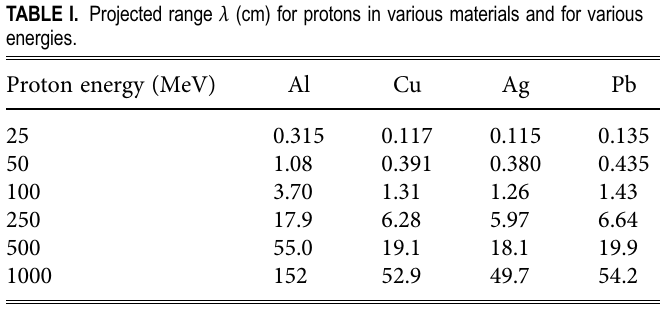 TABLE I. Projected range λ (cm) for protons in various materials and for various
energies.
Proton energy (MeV) Al Cu Ag Pb
25 0.315 0.117 0.115 0.135
50 1.08 0.391 0.380 0.435
100 3.70 1.31 1.26 1.43
250 17.9 6.28 5.97 6.64
500 55.0 19.1 18.1 19.9
1000 152 52.9 49.7 54.2